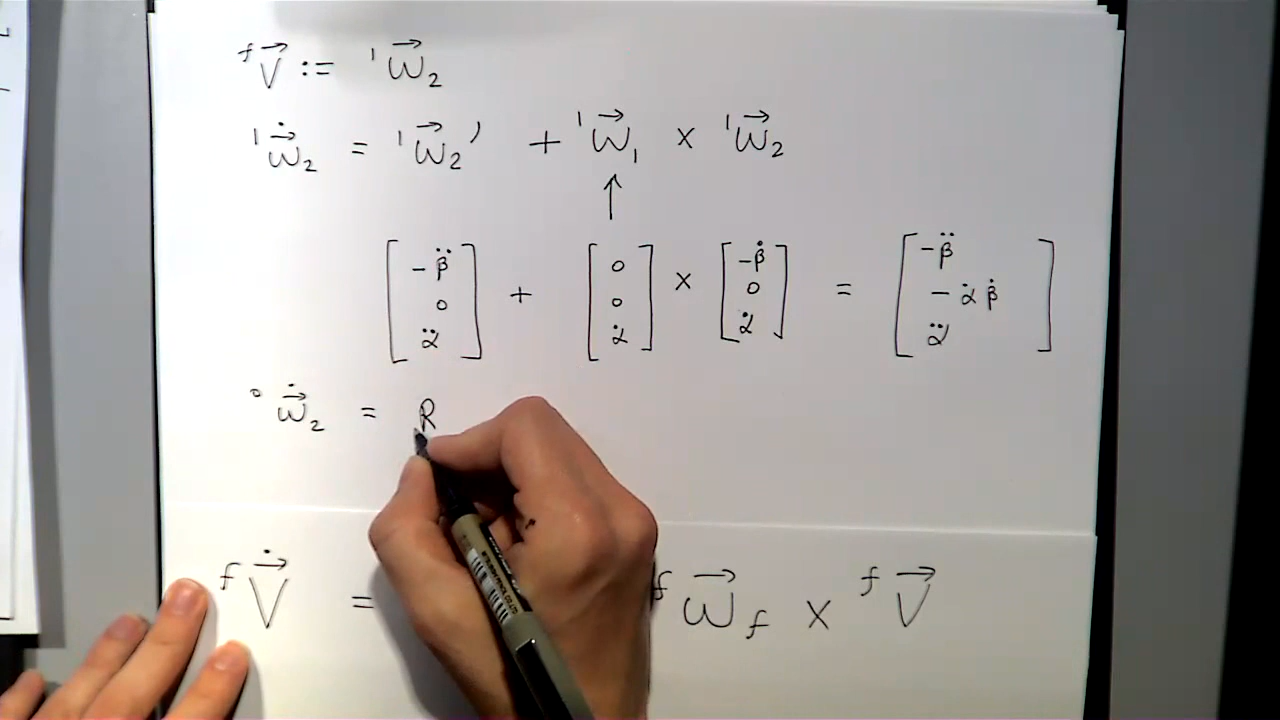 ᶠV⃗ := ¹ω⃗₂
¹ω⃗̇₂ = ¹ω⃗₂' + ¹ω⃗₁ × ¹ω⃗₂
↑
[-β̈ 0 α̈] + [0 0 α̇] × [-β̇ 0 α̇] = [-β̈ -α̇β̇ α̈]
⁰ω⃗̇₂ = R
ᶠV⃗̇ = ᶠω⃗_f × ᶠV⃗